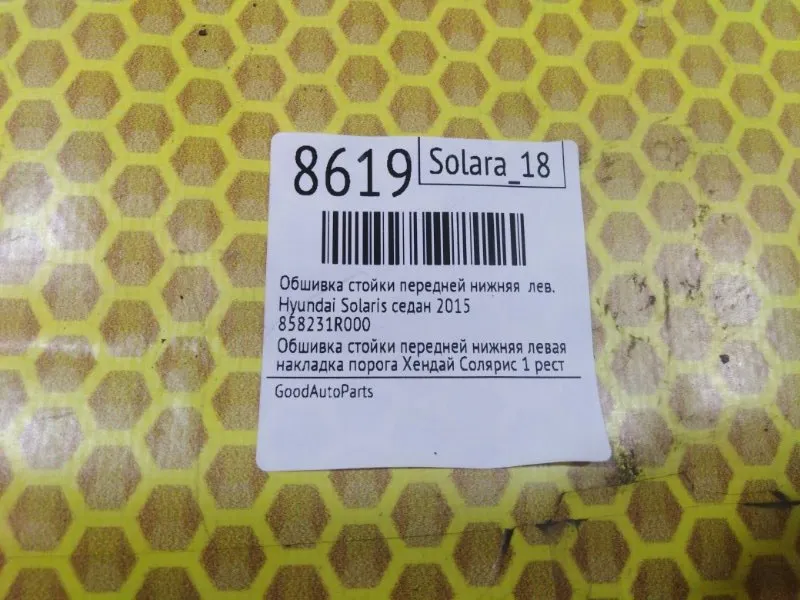 8619 Solara_18
Обшивка стойки передней нижняя лев.
Hyundai Solaris седан 2015
858231R000
Обшивка стойки передней нижняя левая
накладка порога Хендай Солярис 1 рест
GoodAutoParts